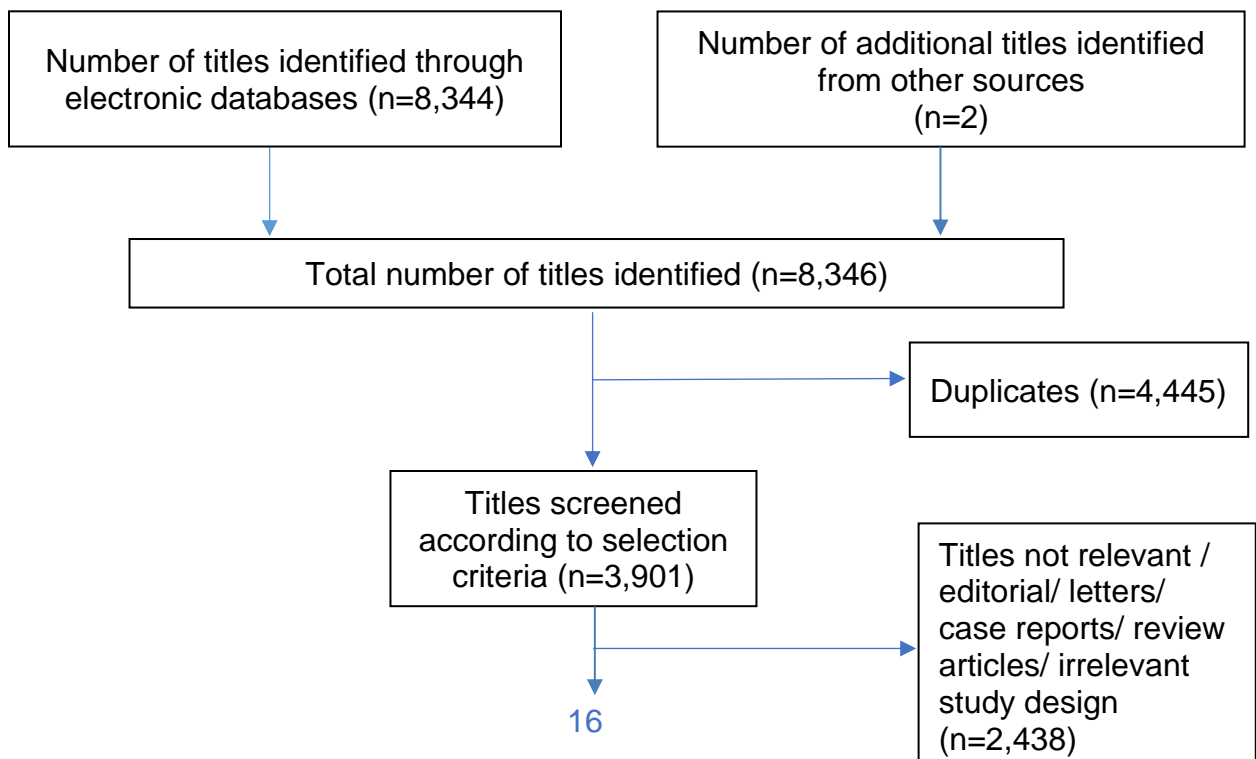 Number of titles identified through
electronic databases (n=8,344)
Number of additional titles identified
from other sources
(n=2)
Total number of titles identified (n=8,346)
Duplicates (n=4,445)
Titles screened
according to selection
criteria (n=3,901)
Titles not relevant /
editorial/ letters/
case reports/ review
articles/ irrelevant
study design
(n=2,438)
16